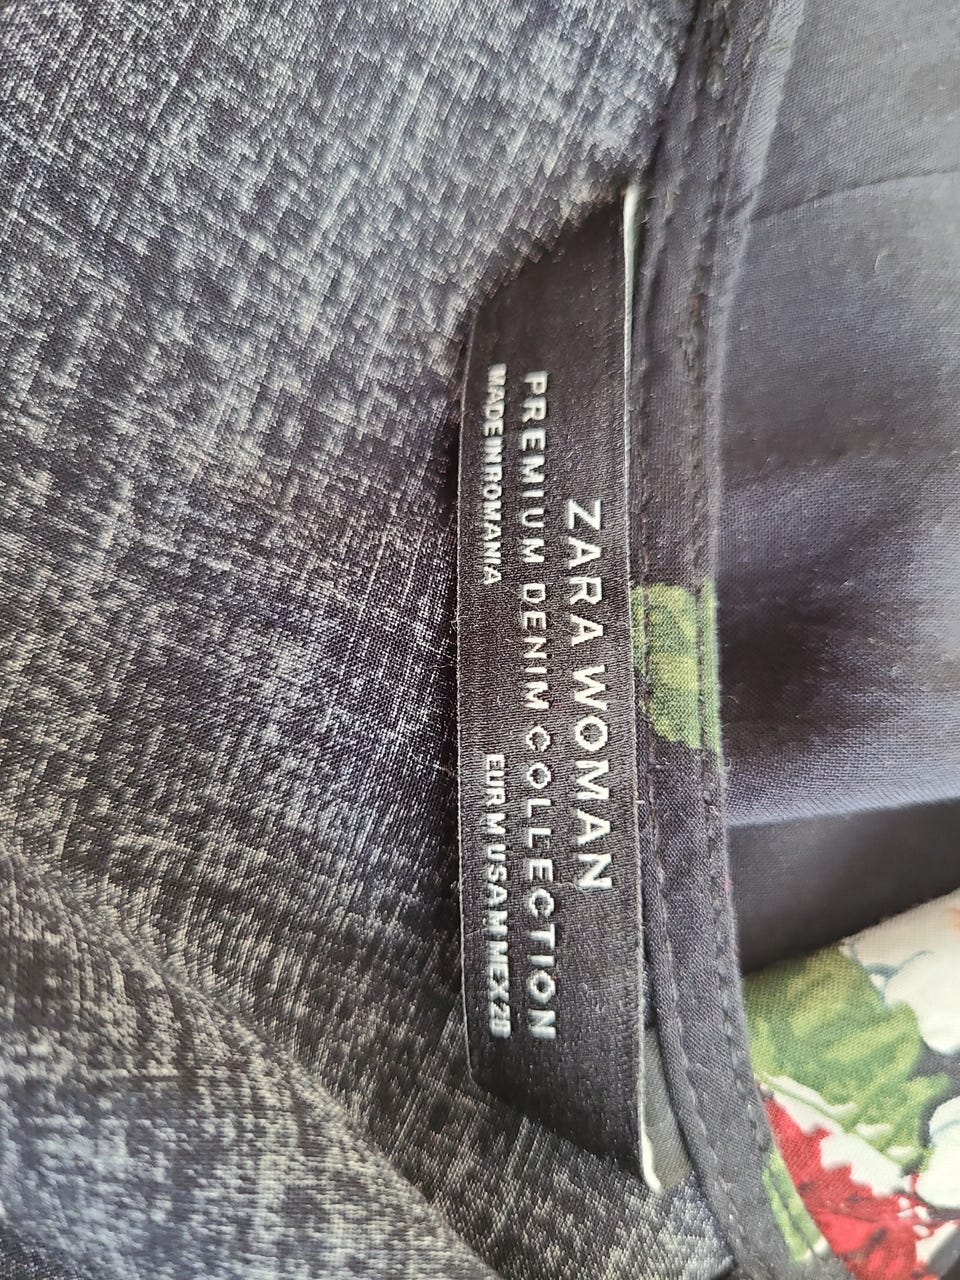 ZARA WOMAN
PREMIUM DENIM COLLECTION
MADE IN ROMANIA EUR M USA M MEX 28